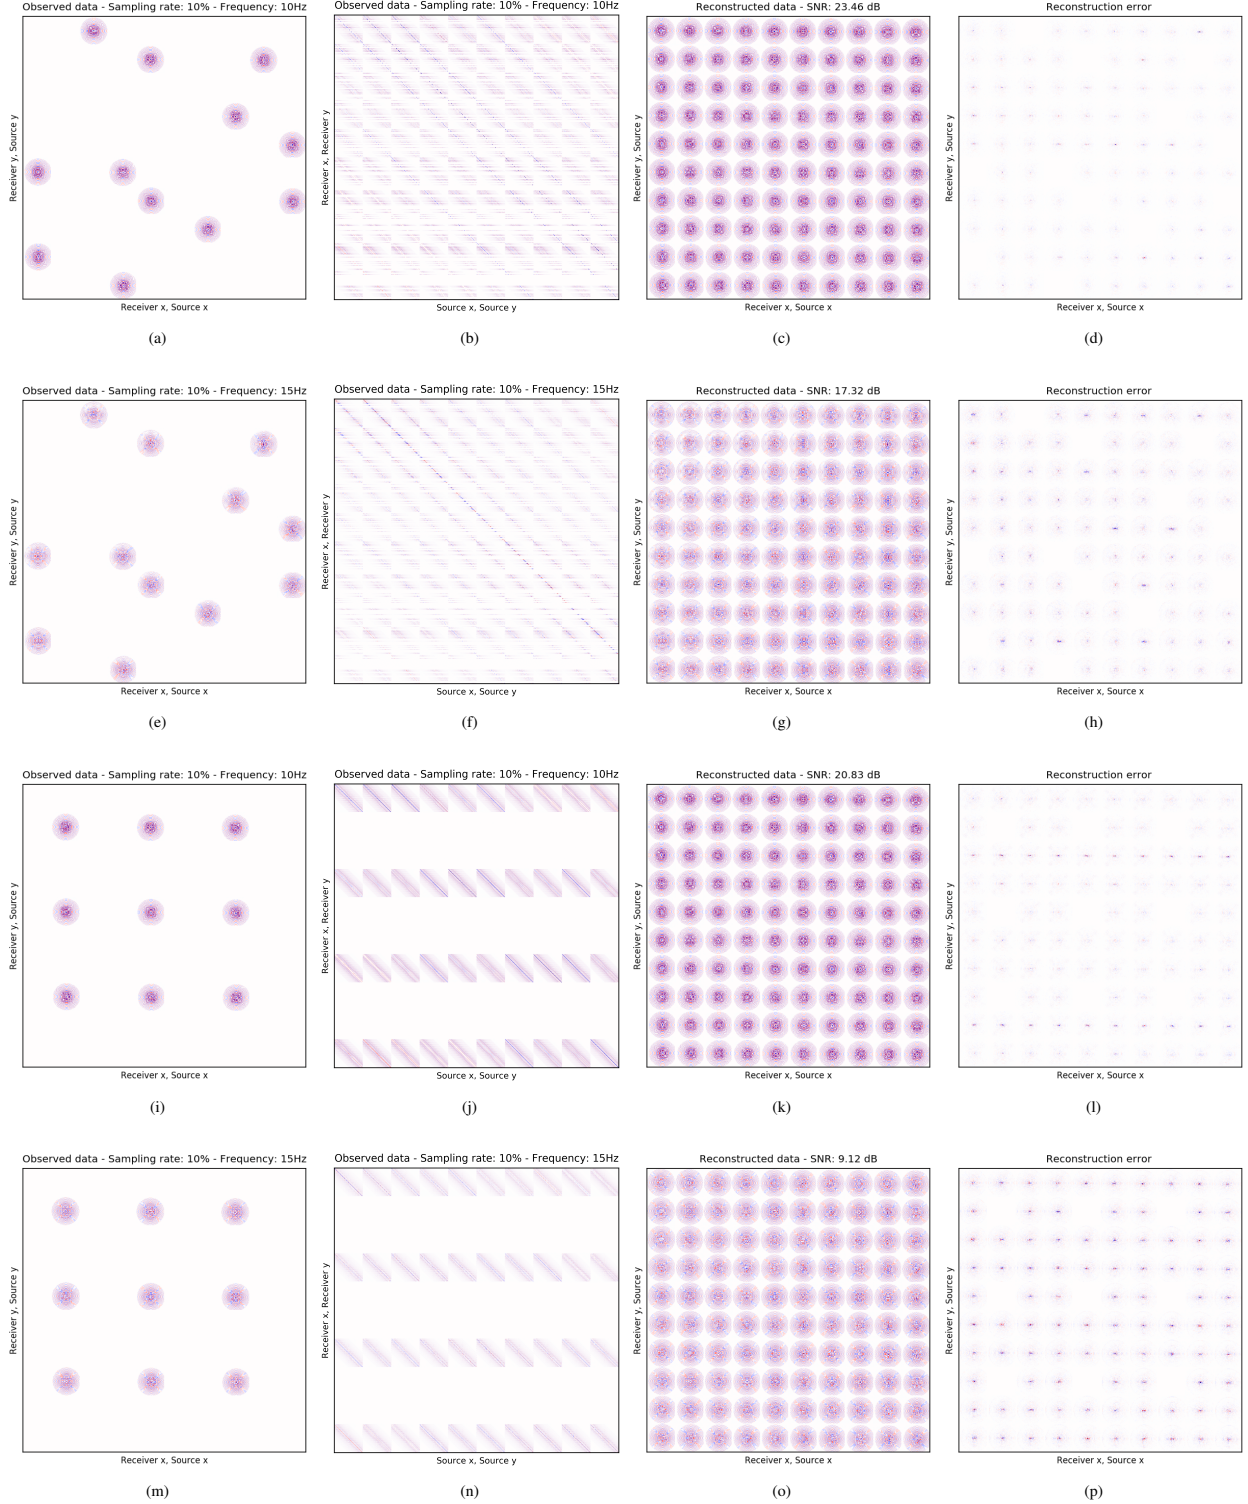 Observed data - Sampling rate: 10% - Frequency: 10Hz
Receiver y, Source y
Receiver x, Source x
(a)
Observed data - Sampling rate: 10% - Frequency: 10Hz
Receiver x, Receiver y
Source x, Source y
(b)
Reconstructed data - SNR: 23.46 dB
Receiver y, Source y
Receiver x, Source x
(c)
Reconstruction error
Receiver y, Source y
Receiver x, Source x
(d)
Observed data - Sampling rate: 10% - Frequency: 15Hz
Receiver y, Source y
Receiver x, Source x
(e)
Observed data - Sampling rate: 10% - Frequency: 15Hz
Receiver x, Receiver y
Source x, Source y
(f)
Reconstructed data - SNR: 17.32 dB
Receiver y, Source y
Receiver x, Source x
(g)
Reconstruction error
Receiver y, Source y
Receiver x, Source x
(h)
Observed data - Sampling rate: 10% - Frequency: 10Hz
Receiver y, Source y
Receiver x, Source x
(i)
Observed data - Sampling rate: 10% - Frequency: 10Hz
Receiver x, Receiver y
Source x, Source y
(j)
Reconstructed data - SNR: 20.83 dB
Receiver y, Source y
Receiver x, Source x
(k)
Reconstruction error
Receiver y, Source y
Receiver x, Source x
(l)
Observed data - Sampling rate: 10% - Frequency: 15Hz
Receiver y, Source y
Receiver x, Source x
(m)
Observed data - Sampling rate: 10% - Frequency: 15Hz
Receiver x, Receiver y
Source x, Source y
(n)
Reconstructed data - SNR: 9.12 dB
Receiver y, Source y
Receiver x, Source x
(o)
Reconstruction error
Receiver y, Source y
Receiver x, Source x
(p)